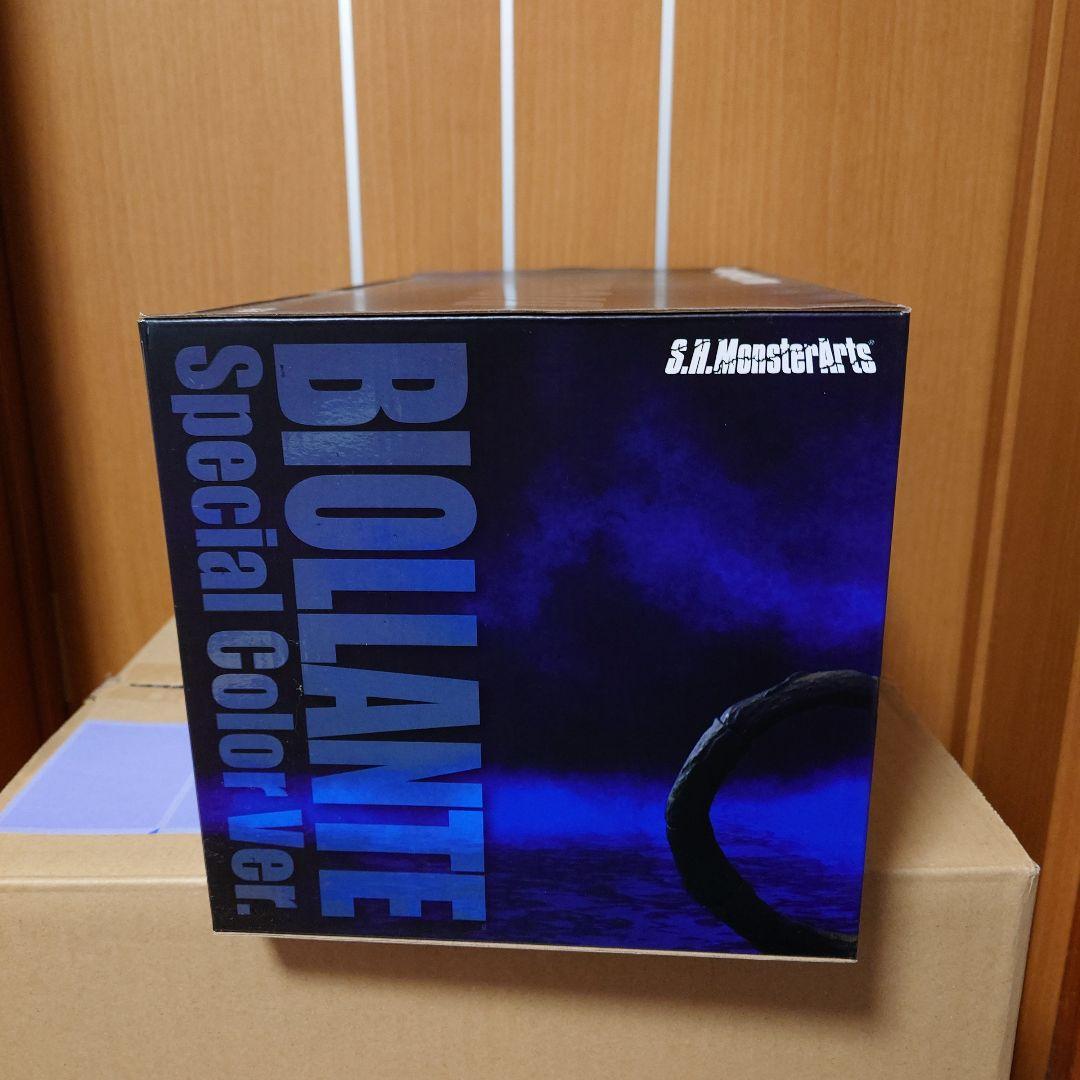 S.H.MonsterArts®
BIOLLANTE
Special Color Ver.